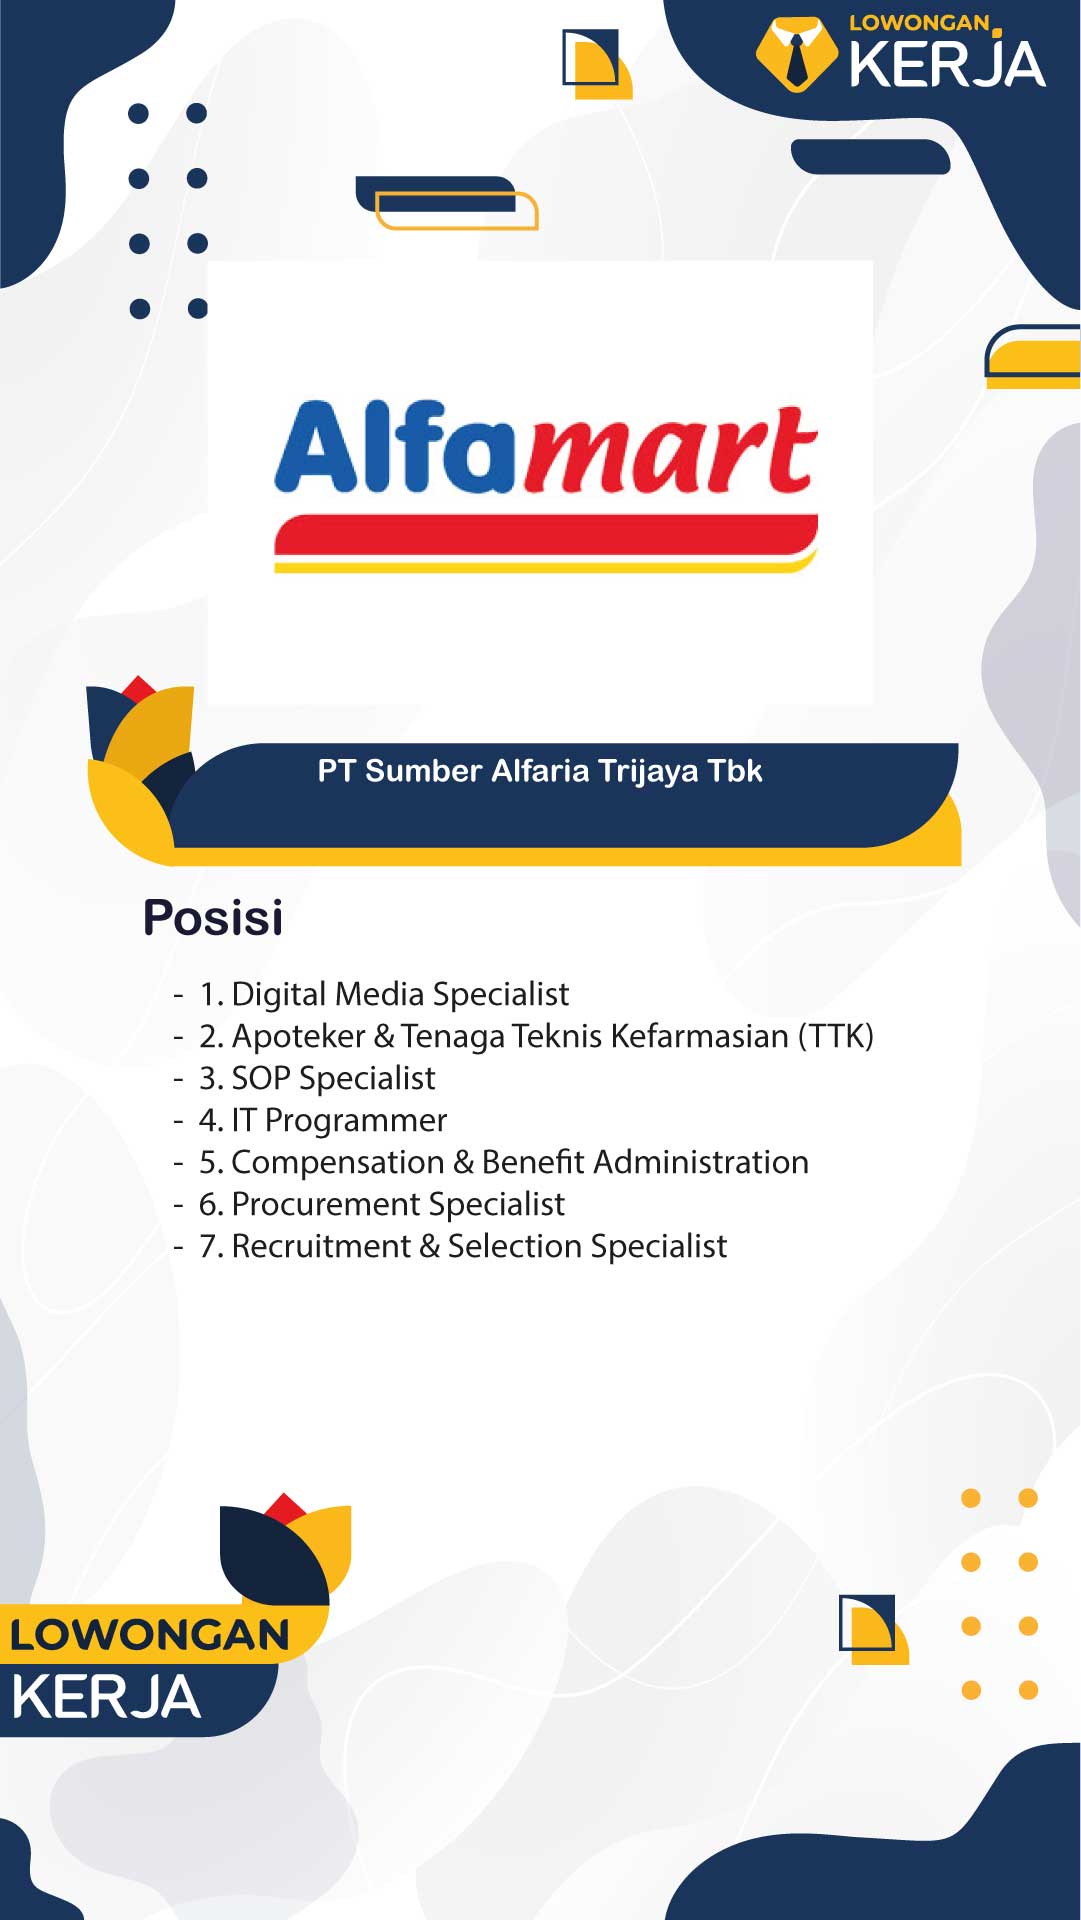 LOWONGAN
KERJA
Alfamart
PT Sumber Alfaria Trijaya Tbk
Posisi
- 1. Digital Media Specialist
- 2. Apoteker & Tenaga Teknis Kefarmasian (TTK)
- 3. SOP Specialist
- 4. IT Programmer
- 5. Compensation & Benefit Administration
- 6. Procurement Specialist
- 7. Recruitment & Selection Specialist
LOWONGAN
KERJA